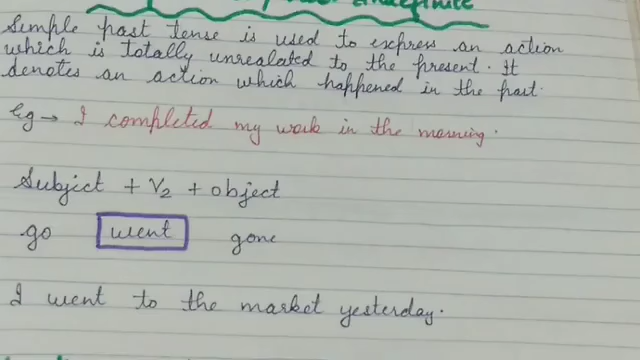 Indefinite
Simple past tense is used to express an action
which is totally unrealated to the present. It
denotes an action which happened in the past.
Eg → I completed my work in the morning.
Subject + V₂ + object
go went gone
I went to the market yesterday.